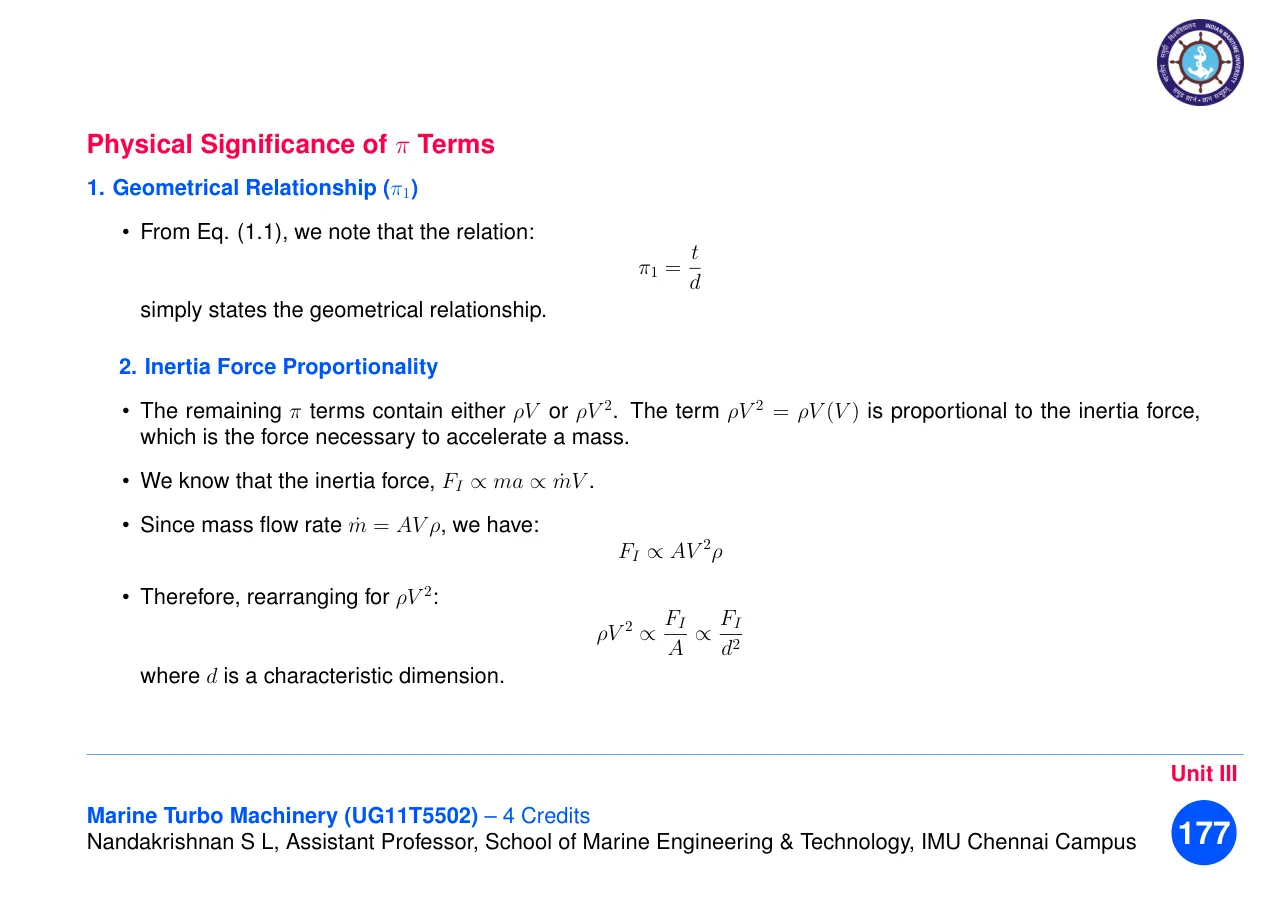 INDIAN MARITIME UNIVERSITY
Physical Significance of π Terms
1. Geometrical Relationship (π₁)
• From Eq. (1.1), we note that the relation:
π₁ = t/d
simply states the geometrical relationship.
2. Inertia Force Proportionality
• The remaining π terms contain either ρV or ρV². The term ρV² = ρV(V) is proportional to the inertia force,
which is the force necessary to accelerate a mass.
• We know that the inertia force, F_I ∝ ma ∝ ṁV.
• Since mass flow rate ṁ = AVρ, we have:
F_I ∝ AV²ρ
• Therefore, rearranging for ρV²:
ρV² ∝ F_I/A ∝ F_I/d²
where d is a characteristic dimension.
Unit III
Marine Turbo Machinery (UG11T5502) – 4 Credits
Nandakrishnan S L, Assistant Professor, School of Marine Engineering & Technology, IMU Chennai Campus
177